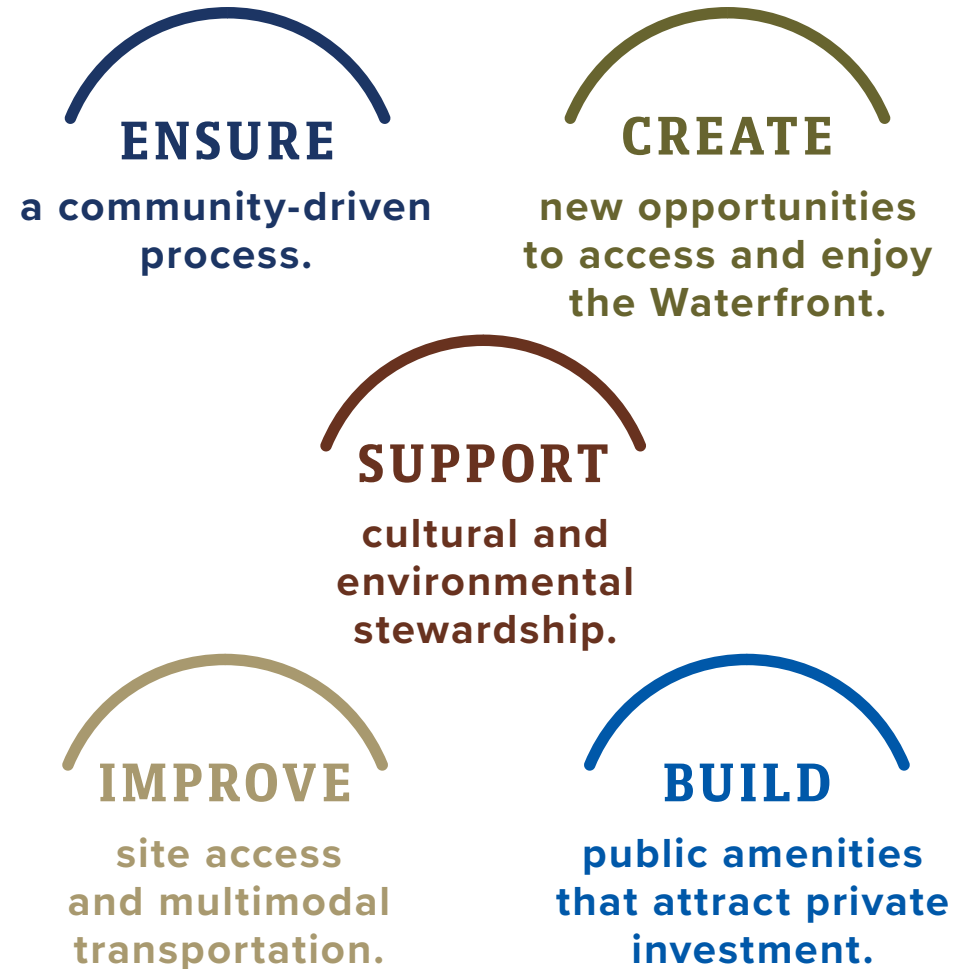 ENSURE
a community-driven
process.
CREATE
new opportunities
to access and enjoy
the Waterfront.
SUPPORT
cultural and
environmental
stewardship.
IMPROVE
site access
and multimodal
transportation.
BUILD
public amenities
that attract private
investment.